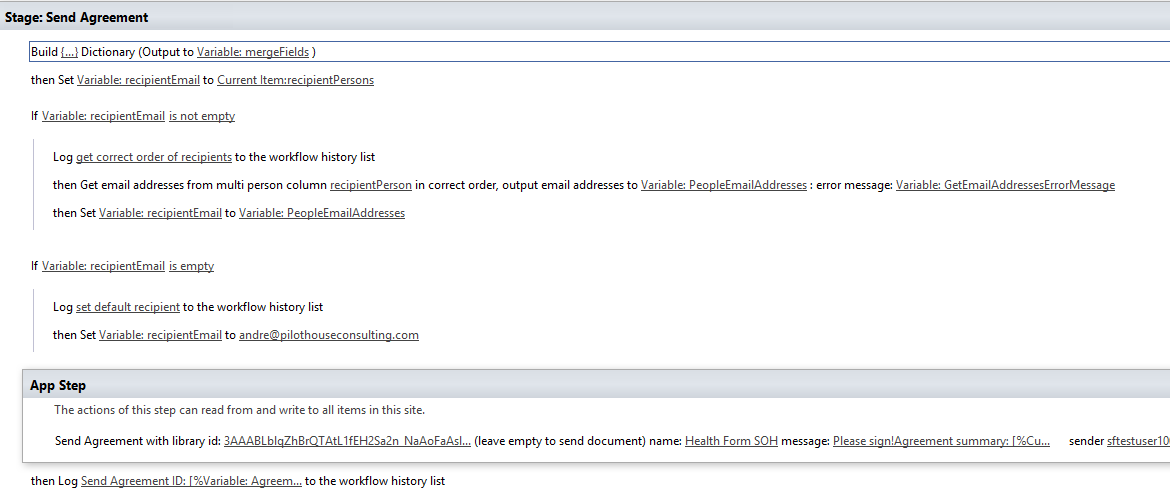 Stage: Send Agreement
Build {...} Dictionary (Output to Variable: mergeFields )
then Set Variable: recipientEmail to Current Item:recipientPersons
If Variable: recipientEmail is not empty
Log get correct order of recipients to the workflow history list
then Get email addresses from multi person column recipientPerson in correct order, output email addresses to Variable: PeopleEmailAddresses : error message: Variable: GetEmailAddressesErrorMessage
then Set Variable: recipientEmail to Variable: PeopleEmailAddresses
If Variable: recipientEmail is empty
Log set default recipient to the workflow history list
then Set Variable: recipientEmail to andre@pilothouseconsulting.com
App Step
The actions of this step can read from and write to all items in this site.
Send Agreement with library id: 3AAABLblqZhBrQTAtL1fEH2Sa2n_NaAoFaAsl... (leave empty to send document) name: Health Form SOH message: Please sign!Agreement summary: [%Cu... sender sftestuser10
then Log Send Agreement ID: [%Variable: Agreem... to the workflow history list